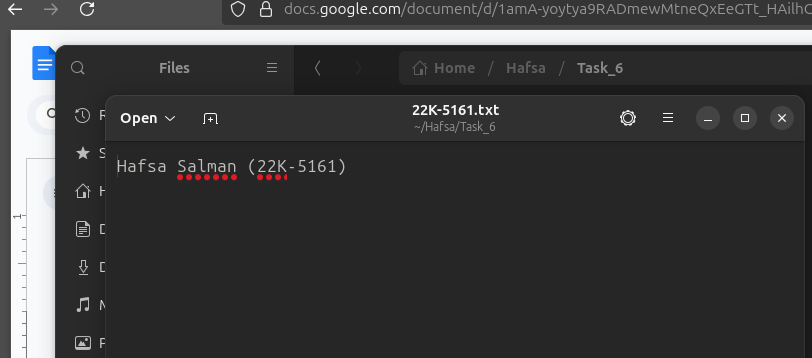 docs.google.com/document/d/1amA-yoytya9RADmewMtneQxEeGTt_HAilhC
Files
Home / Hafsa / Task_6
Open
22K-5161.txt
~/Hafsa/Task_6
Hafsa Salman (22K-5161)
1